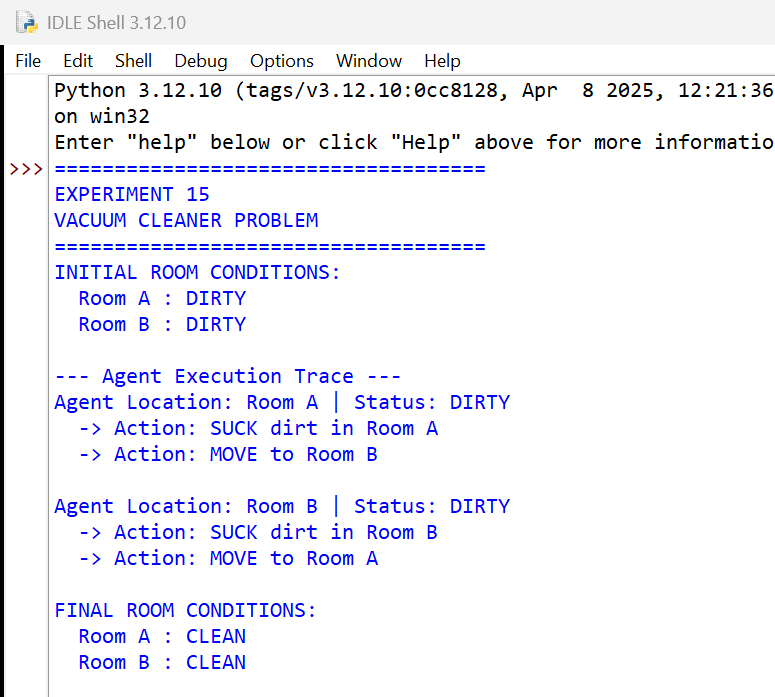 IDLE Shell 3.12.10
File Edit Shell Debug Options Window Help
Python 3.12.10 (tags/v3.12.10:0cc8128, Apr  8 2025, 12:21:36
on win32
Enter "help" below or click "Help" above for more informatio
>>> ====================================
EXPERIMENT 15
VACUUM CLEANER PROBLEM
====================================
INITIAL ROOM CONDITIONS:
  Room A : DIRTY
  Room B : DIRTY

--- Agent Execution Trace ---
Agent Location: Room A | Status: DIRTY
  -> Action: SUCK dirt in Room A
  -> Action: MOVE to Room B

Agent Location: Room B | Status: DIRTY
  -> Action: SUCK dirt in Room B
  -> Action: MOVE to Room A

FINAL ROOM CONDITIONS:
  Room A : CLEAN
  Room B : CLEAN